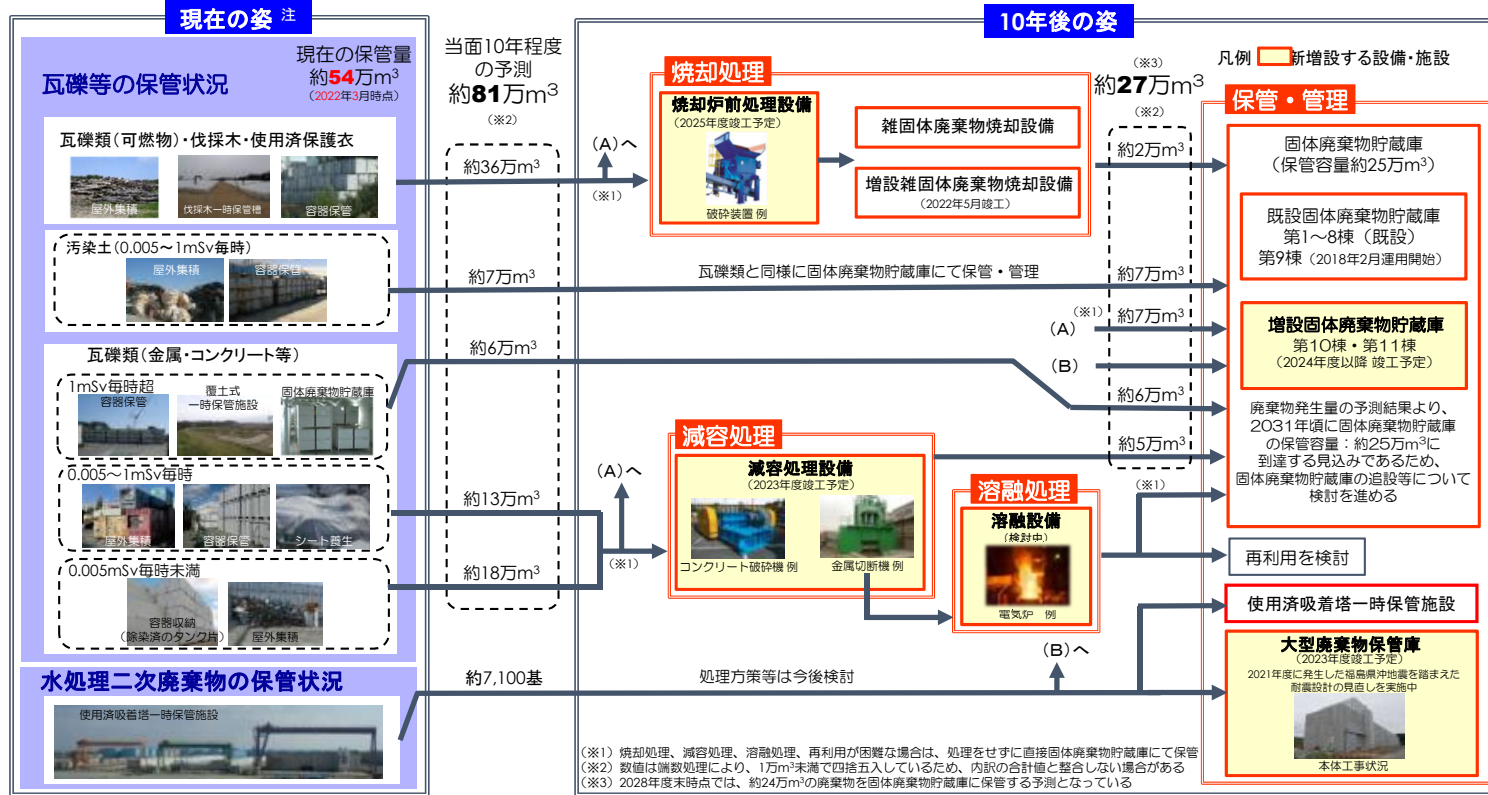 現在の姿 注
瓦礫等の保管状況
現在の保管量
約54万m³
(2022年3月時点)
瓦礫類(可燃物)・伐採木・使用済保護衣
屋外集積
伐採木一時保管槽
容器保管
汚染土(0.005～1mSv毎時)
屋外集積
容器保管
瓦礫類(金属・コンクリート等)
1mSv毎時超
容器保管
覆土式
一時保管施設
固体廃棄物貯蔵庫
0.005～1mSv毎時
屋外集積
容器保管
シート養生
0.005mSv毎時未満
容器収納
(除染済のタンク片)
屋外集積
水処理二次廃棄物の保管状況
使用済吸着塔一時保管施設
当面10年程度
の予測
約81万m³
(※2)
約36万m³
約7万m³
約6万m³
約13万m³
約18万m³
約7,100基
10年後の姿
(A)へ
(※1)
焼却処理
焼却炉前処理設備
(2025年度竣工予定)
破砕装置 例
雑固体廃棄物焼却設備
増設雑固体廃棄物焼却設備
(2022年5月竣工)
瓦礫類と同様に固体廃棄物貯蔵庫にて保管・管理
(A)へ
(※1)
減容処理
減容処理設備
(2023年度竣工予定)
コンクリート破砕機 例
金属切断機 例
溶融処理
溶融設備
(検討中)
電気炉 例
処理方策等は今後検討
(B)へ
(※3)
約27万m³
(※2)
約2万m³
約7万m³
(A)
(※1)
約7万m³
(B)
約6万m³
約5万m³
(※1)
凡例 新増設する設備・施設
保管・管理
固体廃棄物貯蔵庫
(保管容量約25万m³)
既設固体廃棄物貯蔵庫
第1～8棟(既設)
第9棟(2018年2月運用開始)
増設固体廃棄物貯蔵庫
第10棟・第11棟
(2024年度以降 竣工予定)
廃棄物発生量の予測結果より、
2031年頃に固体廃棄物貯蔵庫
の保管容量:約25万m³に
到達する見込みであるため、
固体廃棄物貯蔵庫の追設等について
検討を進める
再利用を検討
使用済吸着塔一時保管施設
大型廃棄物保管庫
(2023年度竣工予定)
2021年度に発生した福島県沖地震を踏まえた
耐震設計の見直しを実施中
本体工事状況
(※1) 焼却処理、減容処理、溶融処理、再利用が困難な場合は、処理をせずに直接固体廃棄物貯蔵庫にて保管
(※2) 数値は端数処理により、1万m³未満で四捨五入しているため、内訳の合計値と整合しない場合がある
(※3) 2028年度末時点では、約24万m³の廃棄物を固体廃棄物貯蔵庫に保管する予測となっている